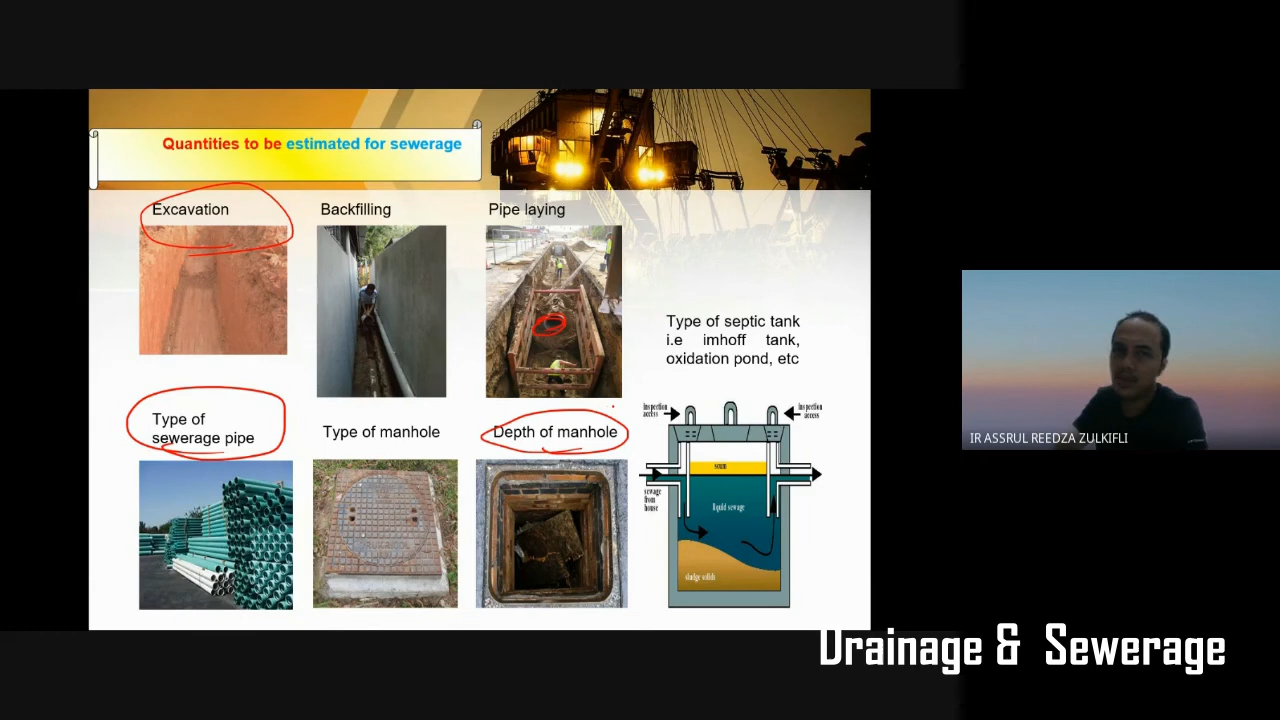 Quantities to be estimated for sewerage
Excavation
Backfilling
Pipe laying
Type of septic tank
i.e imhoff tank,
oxidation pond, etc
Type of
sewerage pipe
Type of manhole
Depth of manhole
Inspection
access
Inspection
access
scum
sewage
from
house
liquid sewage
sludge solids
IR ASSRUL REEDZA ZULKIFLI
Drainage & Sewerage